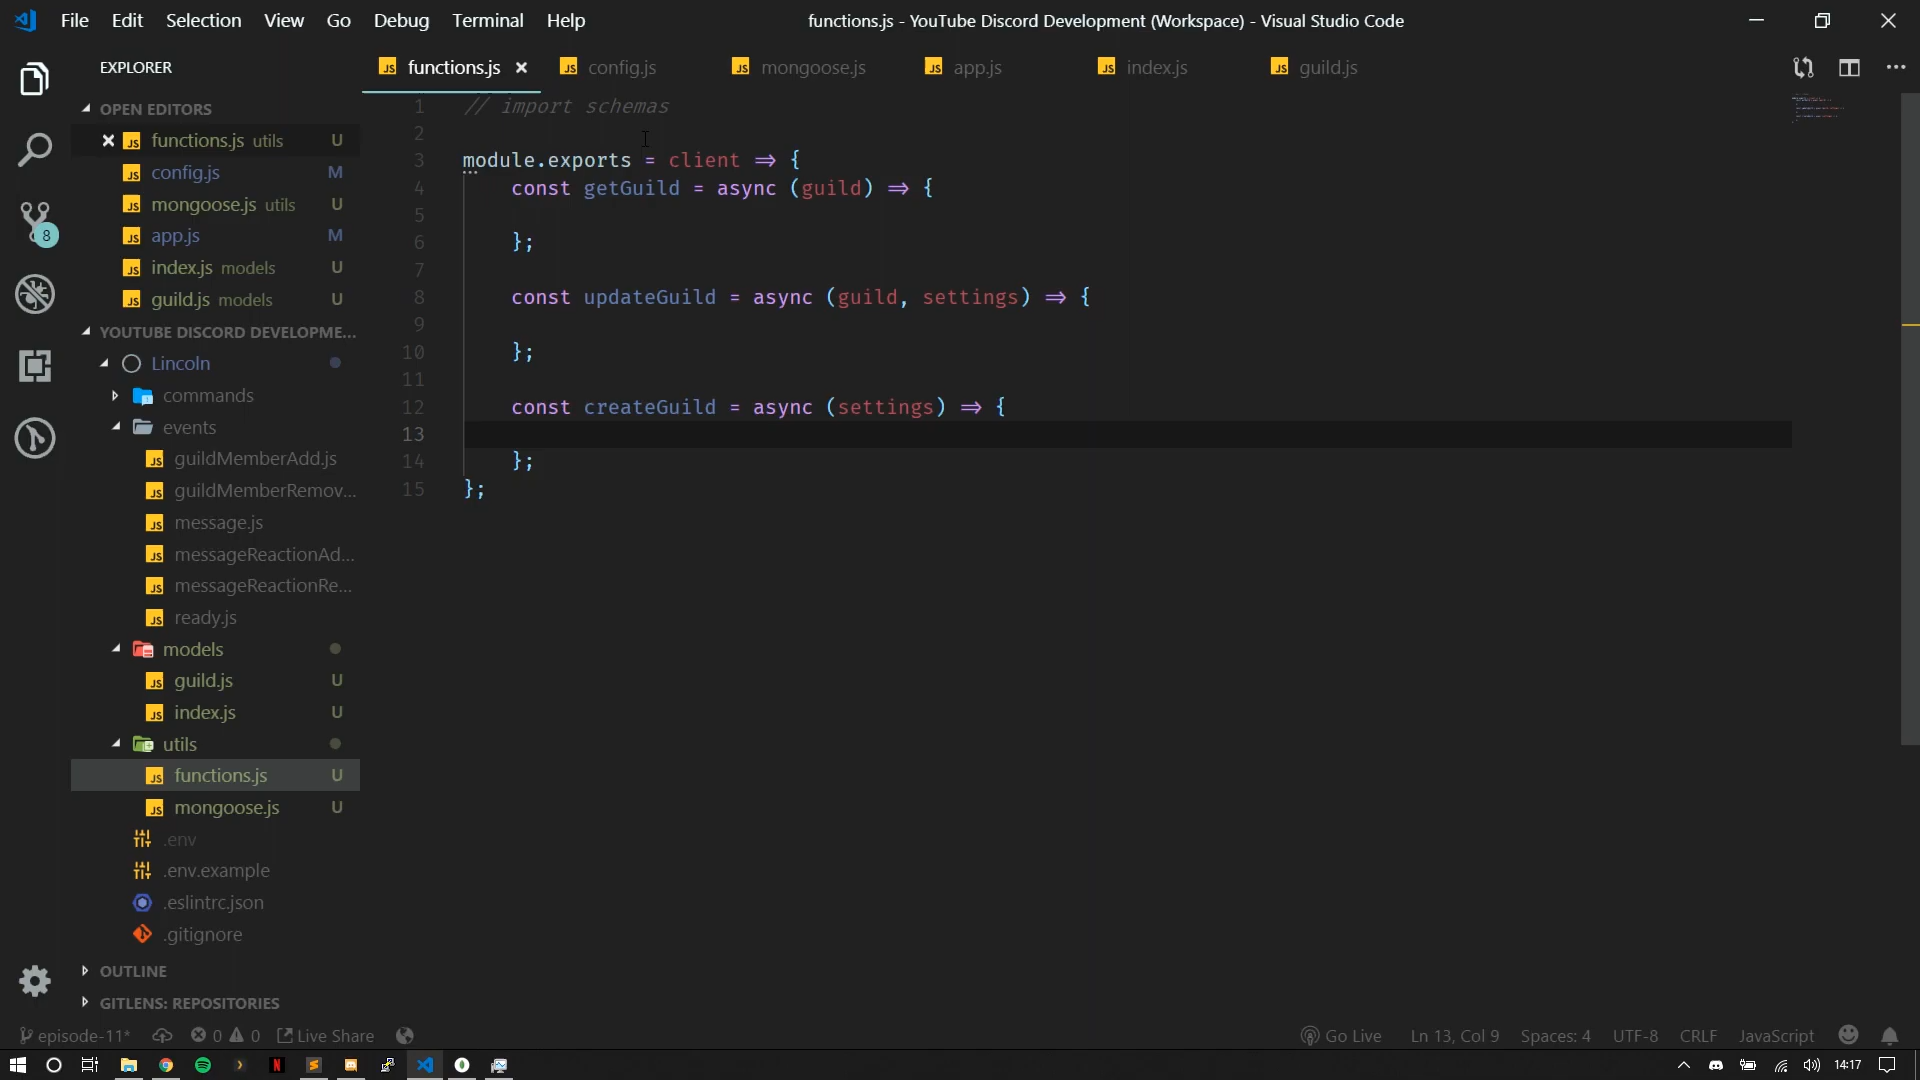 File Edit Selection View Go Debug Terminal Help
functions.js - YouTube Discord Development (Workspace) - Visual Studio Code
EXPLORER
functions.js config.js mongoose.js app.js index.js guild.js
OPEN EDITORS
functions.js utils U
config.js M
mongoose.js utils U
app.js M
index.js models U
guild.js models U
YOUTUBE DISCORD DEVELOPME...
Lincoln
commands
events
guildMemberAdd.js
guildMemberRemov...
message.js
messageReactionAd...
messageReactionRe...
ready.js
models
guild.js U
index.js U
utils
functions.js U
mongoose.js U
.env
.env.example
.eslintrc.json
.gitignore
OUTLINE
GITLENS: REPOSITORIES
8
1 // import schemas
2
3 module.exports = client => {
4 const getGuild = async (guild) => {
5
6 };
7
8 const updateGuild = async (guild, settings) => {
9
10 };
11
12 const createGuild = async (settings) => {
13
14 };
15 };
episode-11* 0 0 Live Share Go Live Ln 13, Col 9 Spaces: 4 UTF-8 CRLF JavaScript
14:17